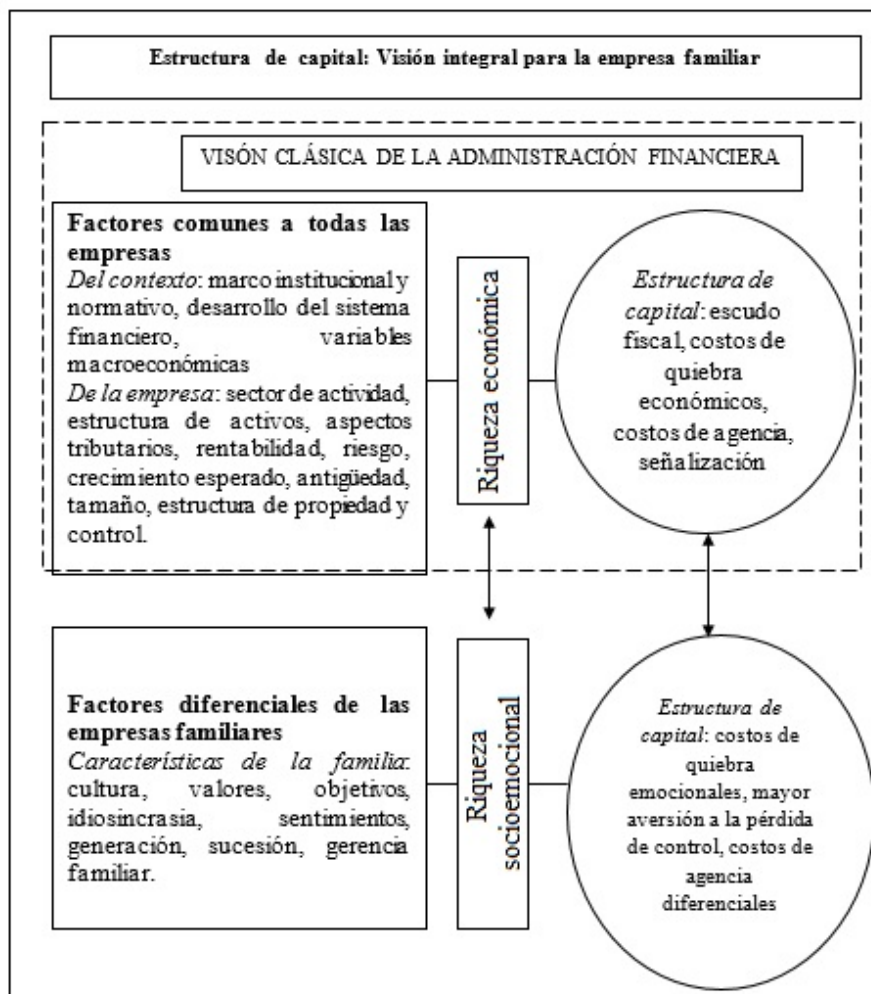 Estructura de capital: Visión integral para la empresa familiar
VISÓN CLÁSICA DE LA ADMINISTRACIÓN FINANCIERA
Factores comunes a todas las
empresas
Del contexto: marco institucional y
normativo, desarrollo del sistema
financiero, variables
macroeconómicas
De la empresa: sector de actividad,
estructura de activos, aspectos
tributarios, rentabilidad, riesgo,
crecimiento esperado, antigüedad,
tamaño, estructura de propiedad y
control.
Riqueza económica
Estructura de
capital: escudo
fiscal, costos de
quiebra
económicos,
costos de agencia,
señalización
Factores diferenciales de las
empresas familiares
Características de la familia:
cultura, valores, objetivos,
idiosincrasia, sentimientos,
generación, sucesión, gerencia
familiar.
Riqueza
socioemocional
Estructura de
capital: costos de
quiebra
emocionales, mayor
aversión a la pérdida
de control, costos de
agencia
diferenciales